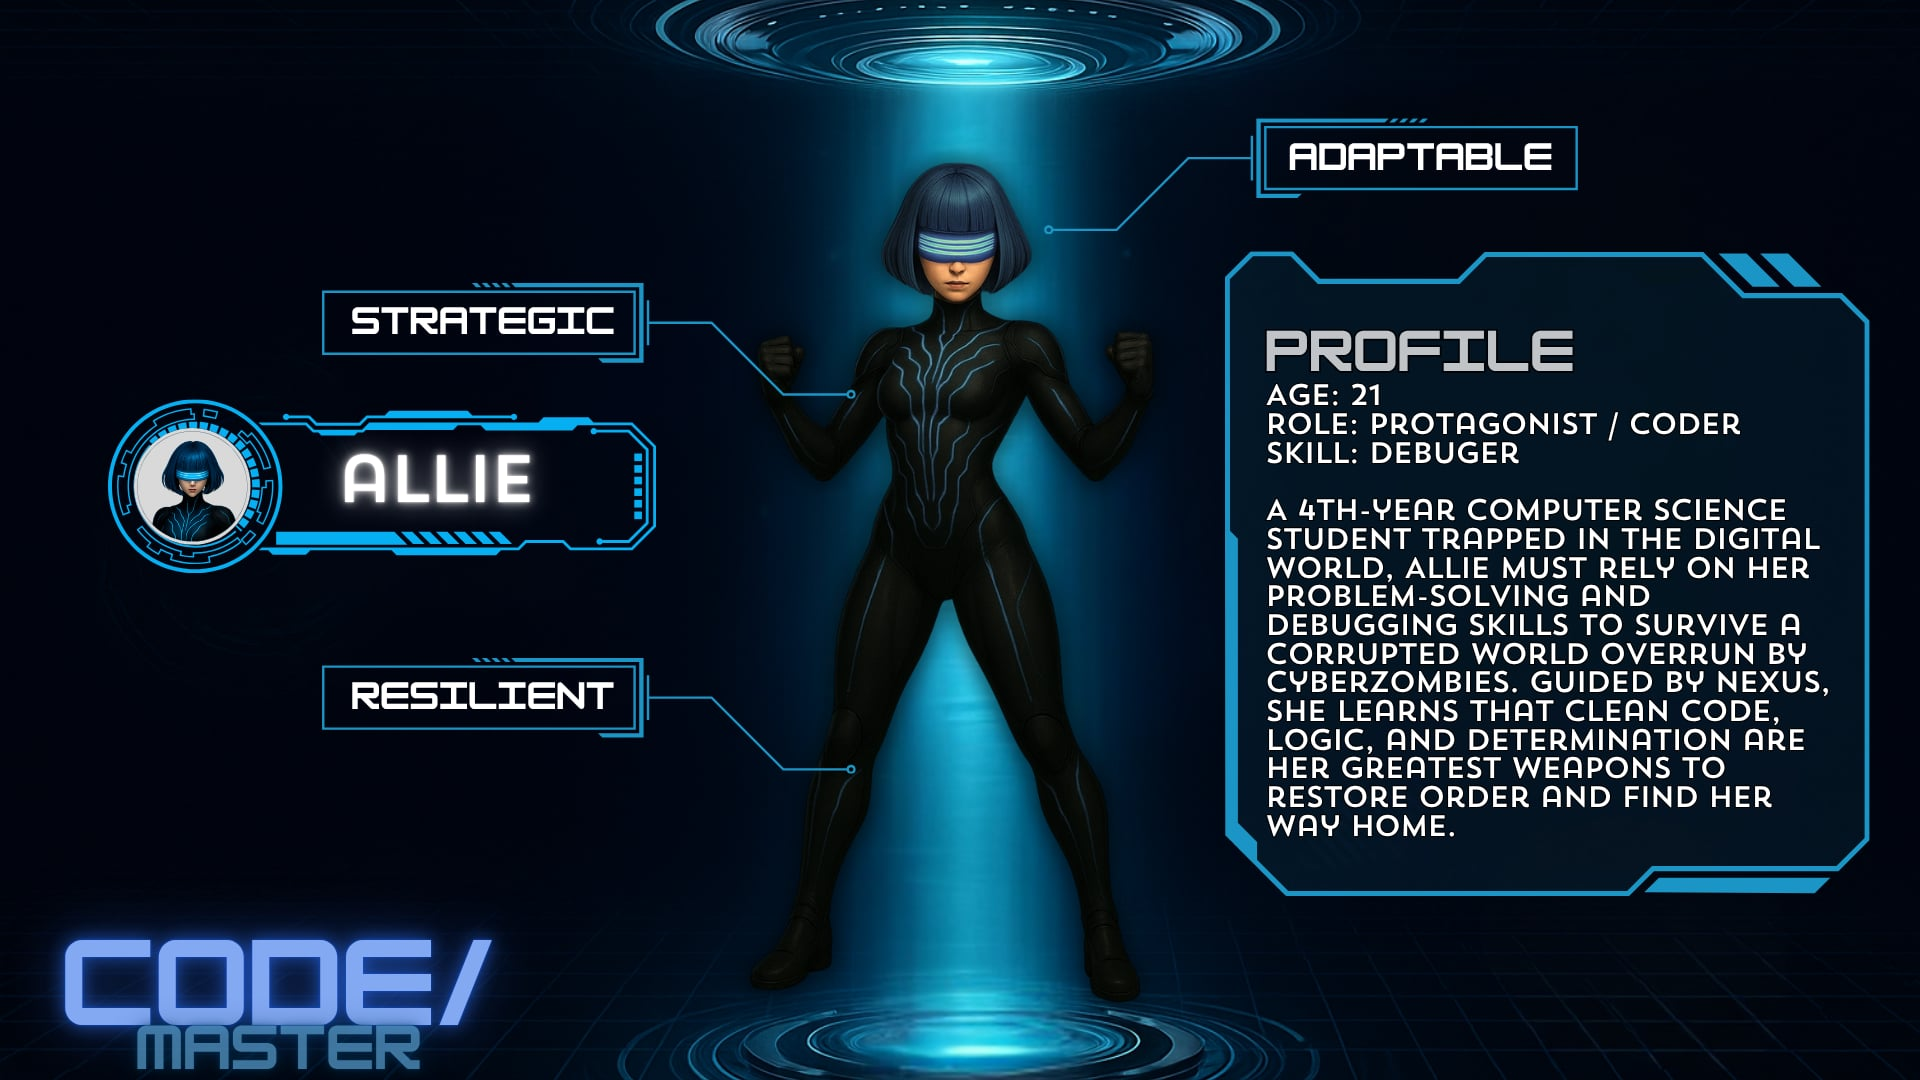 ADAPTABLE
STRATEGIC
ALLIE
RESILIENT
PROFILE
AGE: 21
ROLE: PROTAGONIST / CODER
SKILL: DEBUGER
A 4TH-YEAR COMPUTER SCIENCE
STUDENT TRAPPED IN THE DIGITAL
WORLD, ALLIE MUST RELY ON HER
PROBLEM-SOLVING AND
DEBUGGING SKILLS TO SURVIVE A
CORRUPTED WORLD OVERRUN BY
CYBERZOMBIES. GUIDED BY NEXUS,
SHE LEARNS THAT CLEAN CODE,
LOGIC, AND DETERMINATION ARE
HER GREATEST WEAPONS TO
RESTORE ORDER AND FIND HER
WAY HOME.
CODE/
MASTER